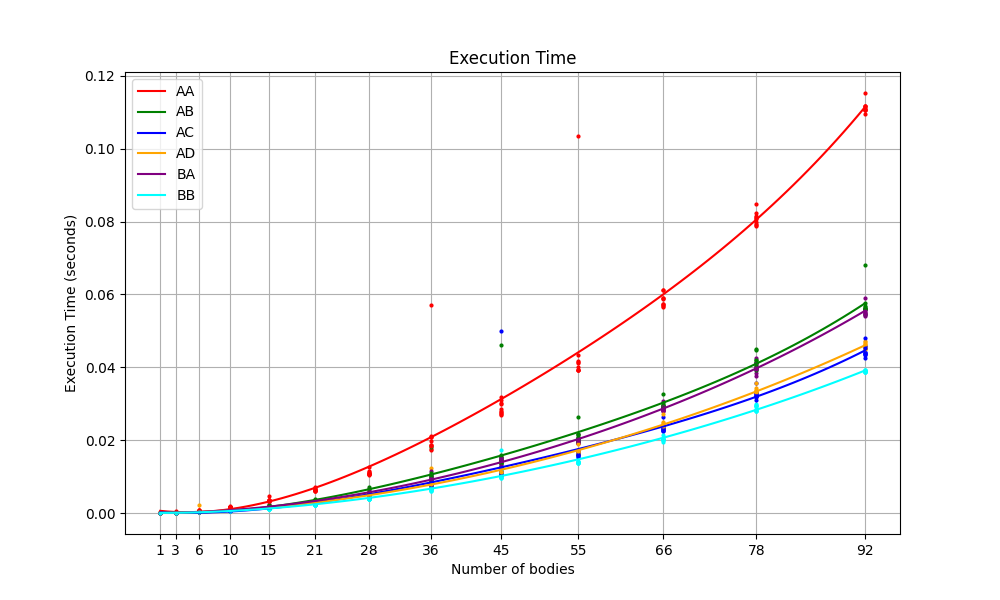 Execution Time
0.12
0.10
0.08
0.06
0.04
0.02
0.00
Execution Time (seconds)
AA
AB
AC
AD
BA
BB
1 3 6 10 15 21 28 36 45 55 66 78 92
Number of bodies